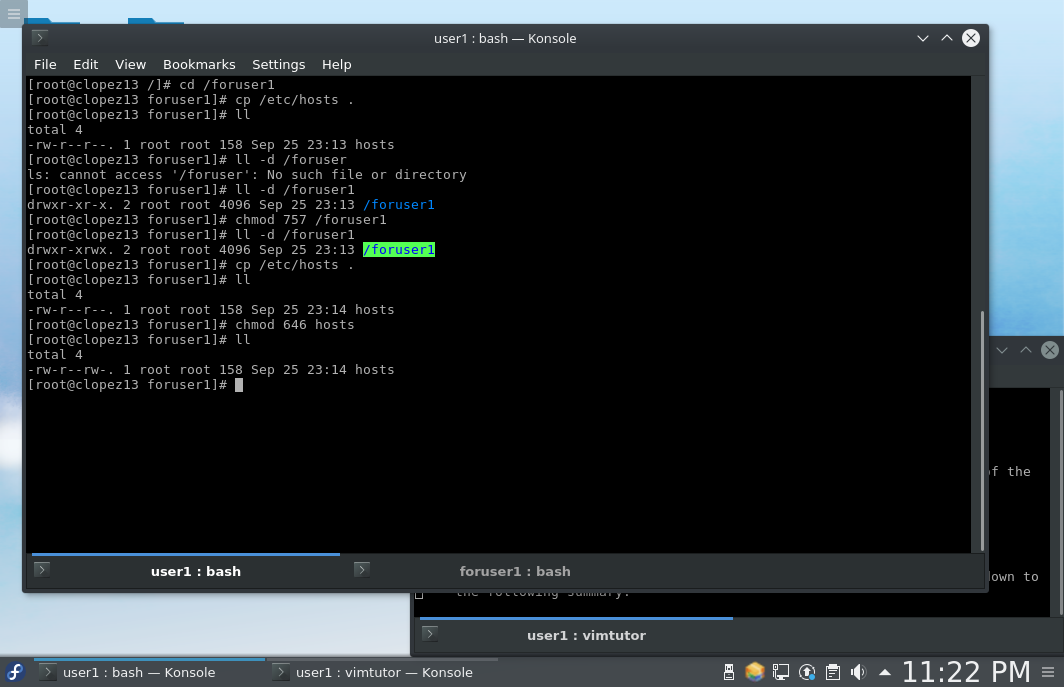 user1 : bash — Konsole
File Edit View Bookmarks Settings Help
[root@clopez13 /]# cd /foruser1
[root@clopez13 foruser1]# cp /etc/hosts .
[root@clopez13 foruser1]# ll
total 4
-rw-r--r--. 1 root root 158 Sep 25 23:13 hosts
[root@clopez13 foruser1]# ll -d /foruser
ls: cannot access '/foruser': No such file or directory
[root@clopez13 foruser1]# ll -d /foruser1
drwxr-xr-x. 2 root root 4096 Sep 25 23:13 /foruser1
[root@clopez13 foruser1]# chmod 757 /foruser1
[root@clopez13 foruser1]# ll -d /foruser1
drwxr-xrwx. 2 root root 4096 Sep 25 23:13 /foruser1
[root@clopez13 foruser1]# cp /etc/hosts .
[root@clopez13 foruser1]# ll
total 4
-rw-r--r--. 1 root root 158 Sep 25 23:14 hosts
[root@clopez13 foruser1]# chmod 646 hosts
[root@clopez13 foruser1]# ll
total 4
-rw-r--rw-. 1 root root 158 Sep 25 23:14 hosts
[root@clopez13 foruser1]#
user1 : bash foruser1 : bash
of the
down to
the following summary.
user1 : vimtutor
user1 : bash — Konsole user1 : vimtutor — Konsole 11:22 PM